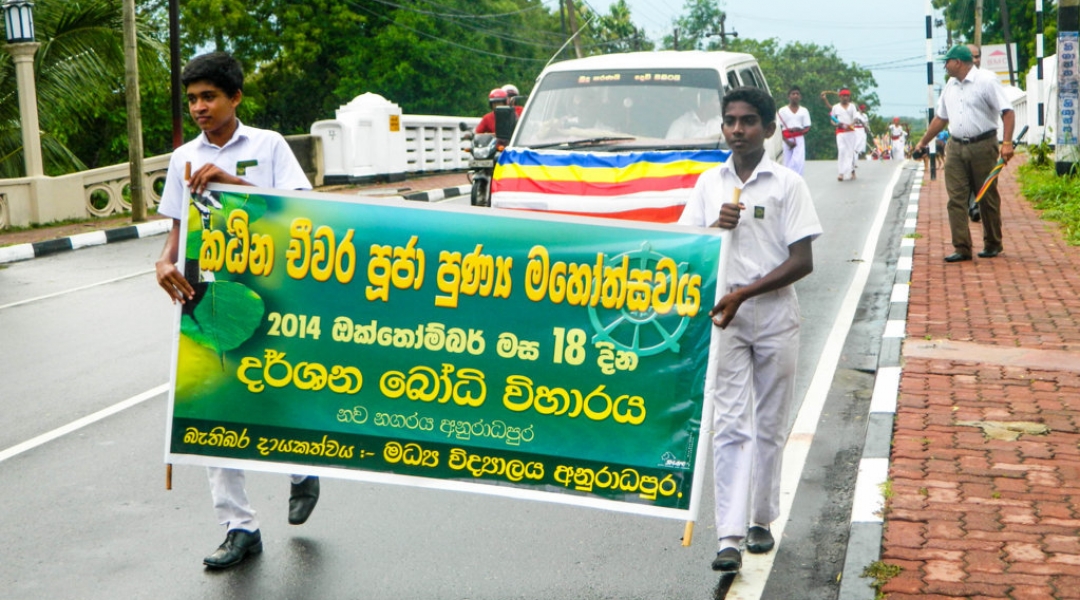 කඨින චීවර පූජා පුණ්‍ය මහෝත්සවය
2014 ඔක්තෝම්බර් මස 18 දින
දර්ශන බෝධි විහාරය
නව නගරය අනුරාධපුර
බැතිබර දායකත්වය :- මධ්‍ය විද්‍යාලය අනුරාධපුර.